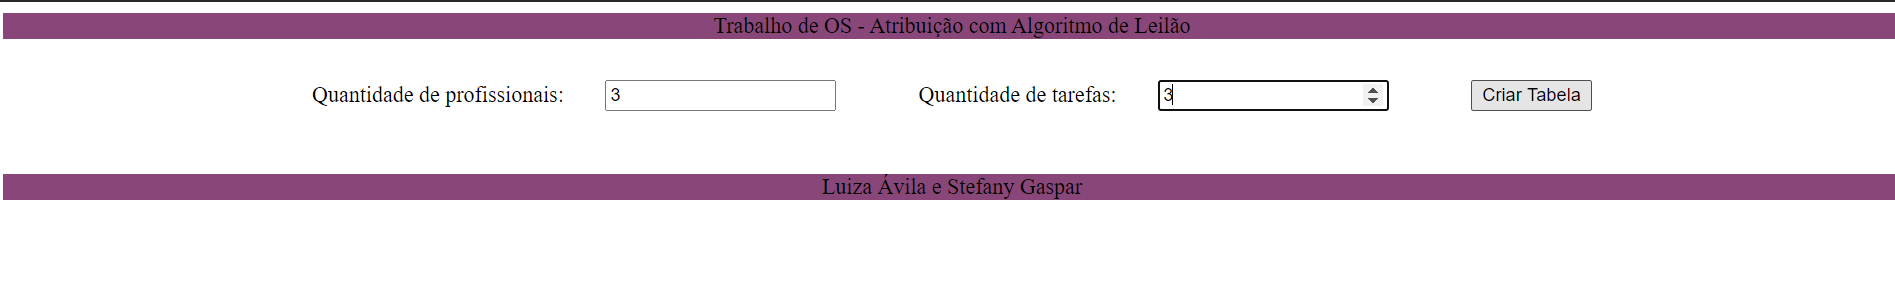 Trabalho de OS - Atribuição com Algoritmo de Leilão
Quantidade de profissionais: 3 Quantidade de tarefas: 3 Criar Tabela
Luiza Ávila e Stefany Gaspar